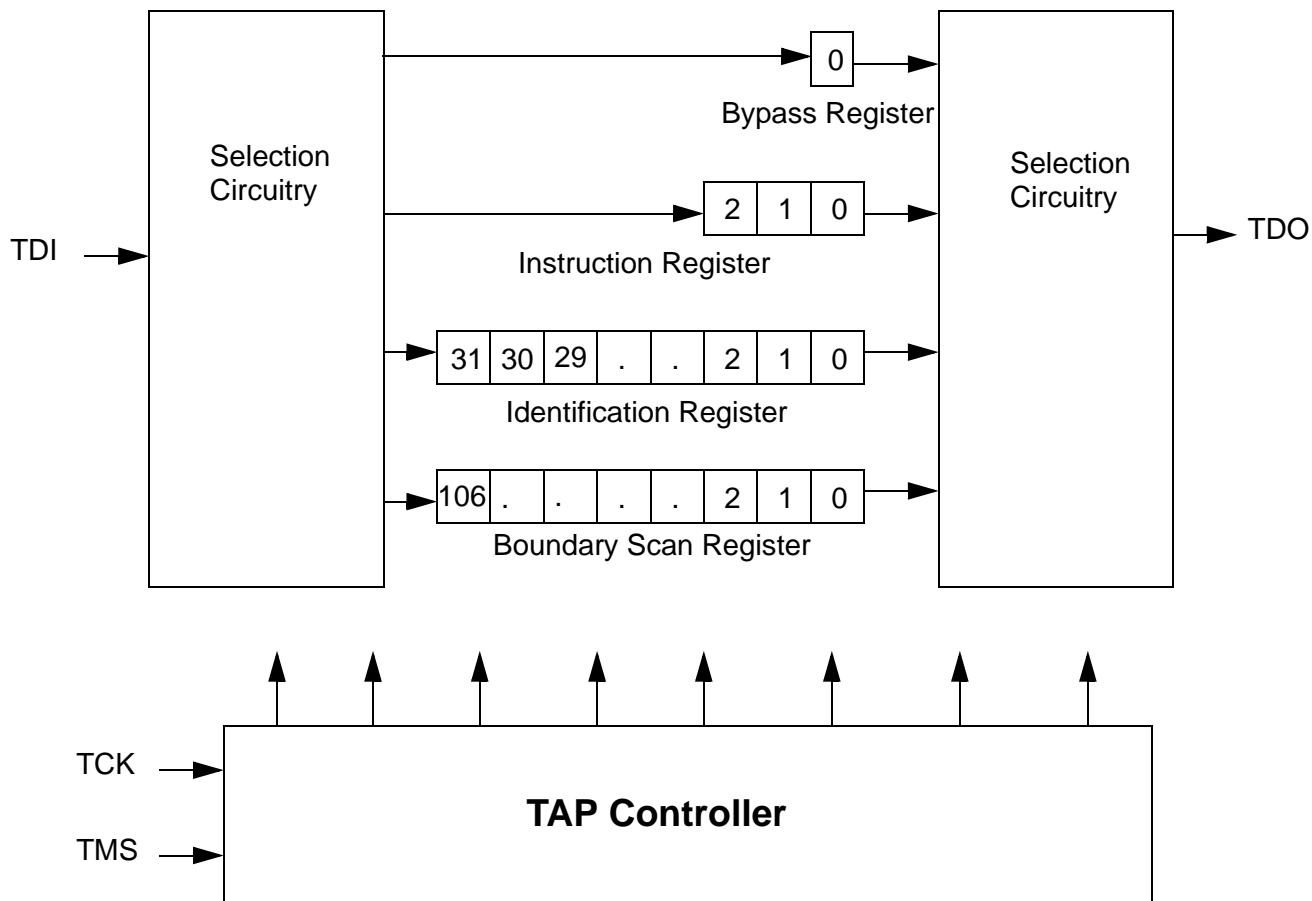 0
Bypass Register
Selection
Circuitry
Selection
Circuitry
2 1 0
Instruction Register
TDI
TDO
31 30 29 . . 2 1 0
Identification Register
106 . . . . 2 1 0
Boundary Scan Register
TCK
TAP Controller
TMS